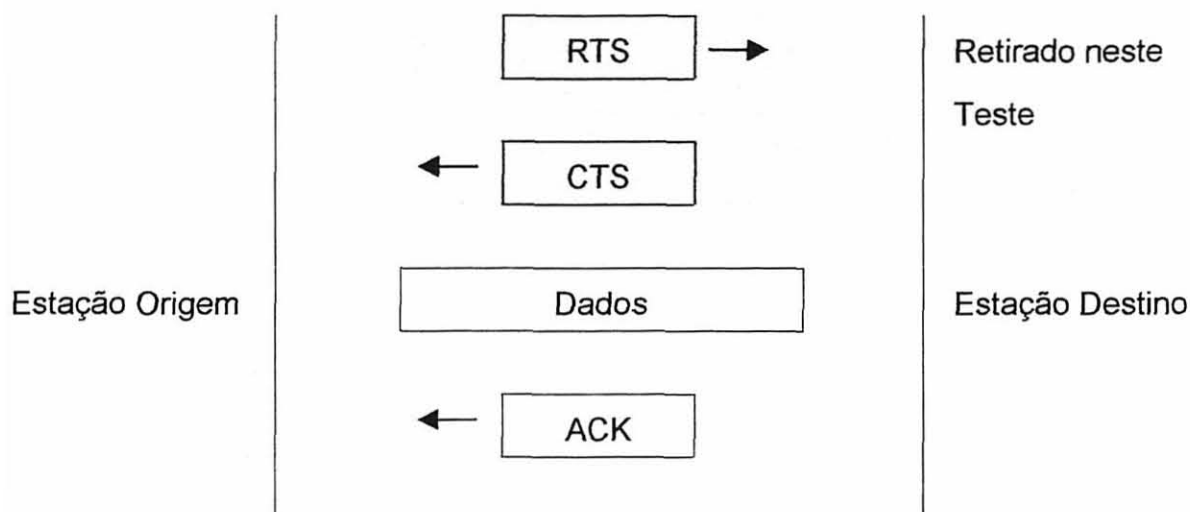 RTS
Retirado neste
Teste
CTS
Estação Origem
Dados
Estação Destino
ACK